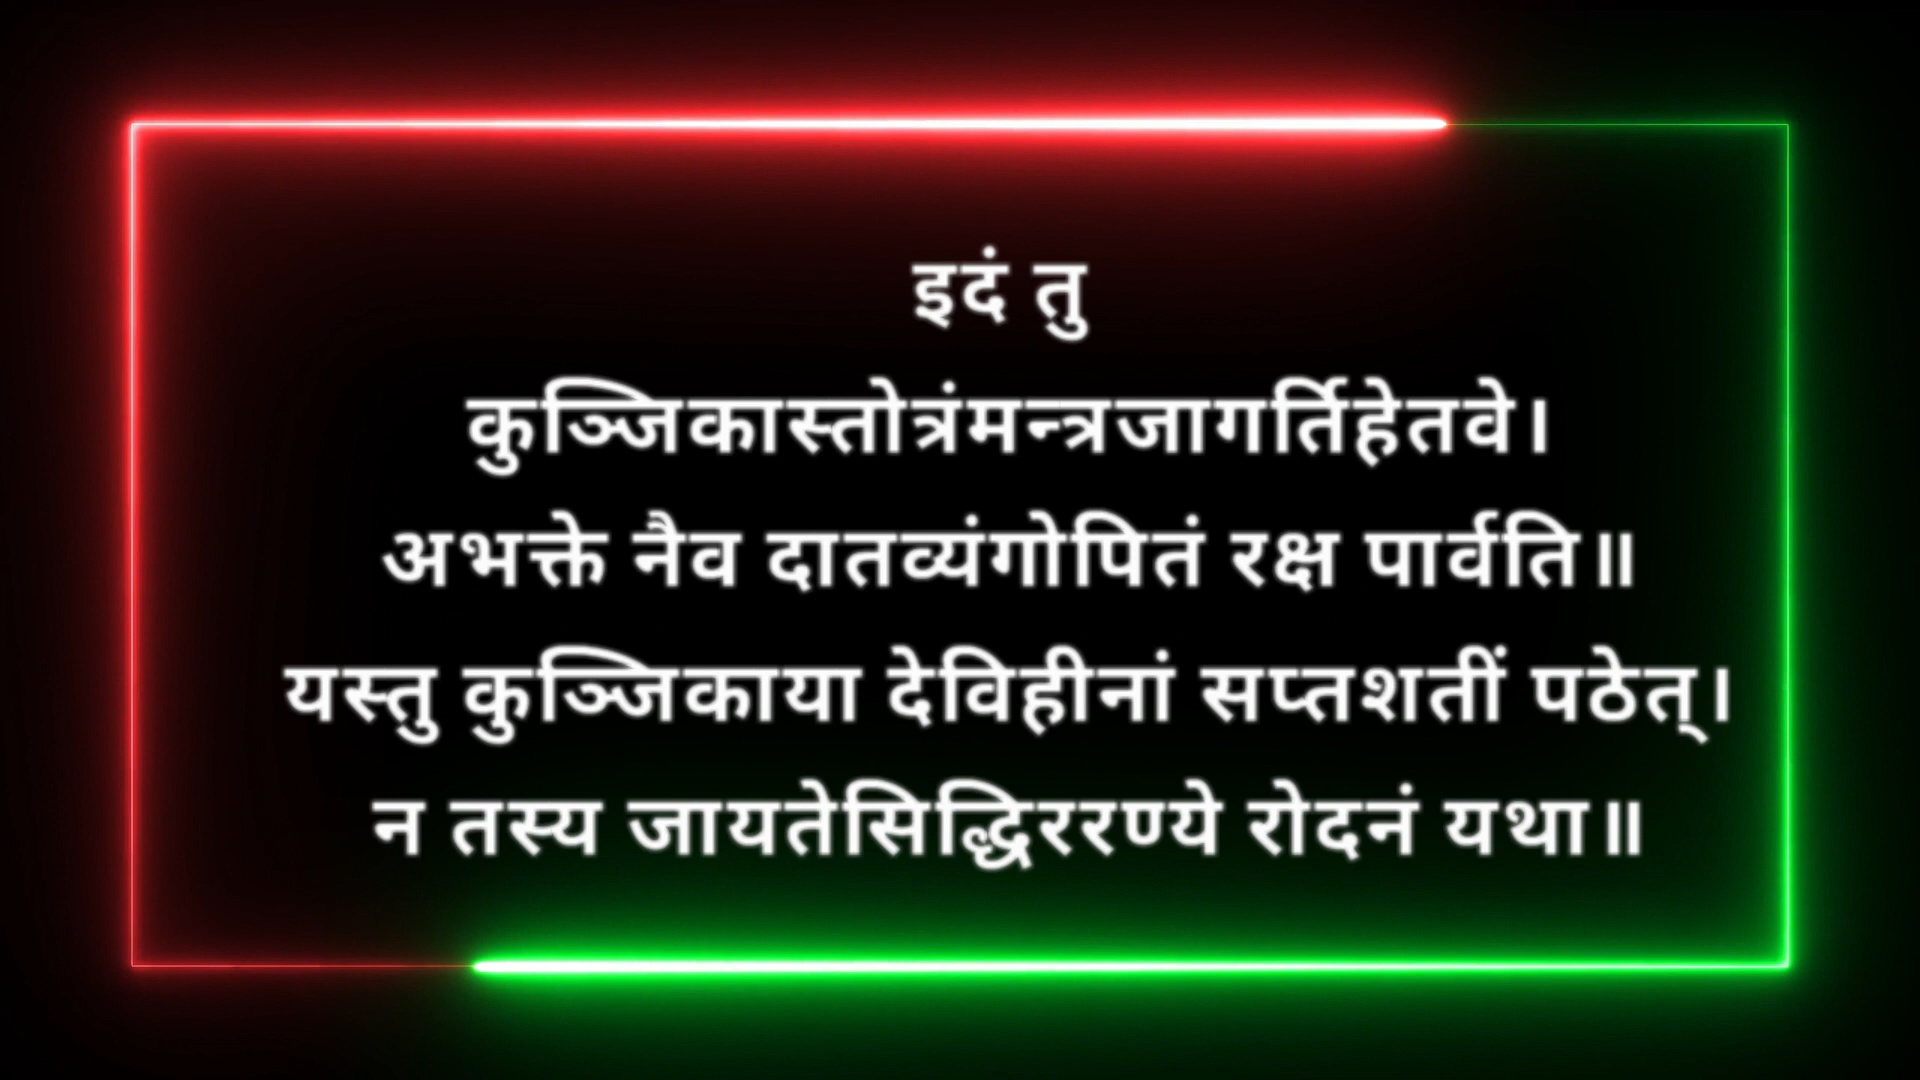 इदं तु
कुञ्जिकास्तोत्रंमन्त्रजागर्तिहेतवे।
अभक्ते नैव दातव्यंगोपितं रक्ष पार्वति॥
यस्तु कुञ्जिकाया देविहीनां सप्तशतीं पठेत्।
न तस्य जायतेसिद्धिररण्ये रोदनं यथा॥